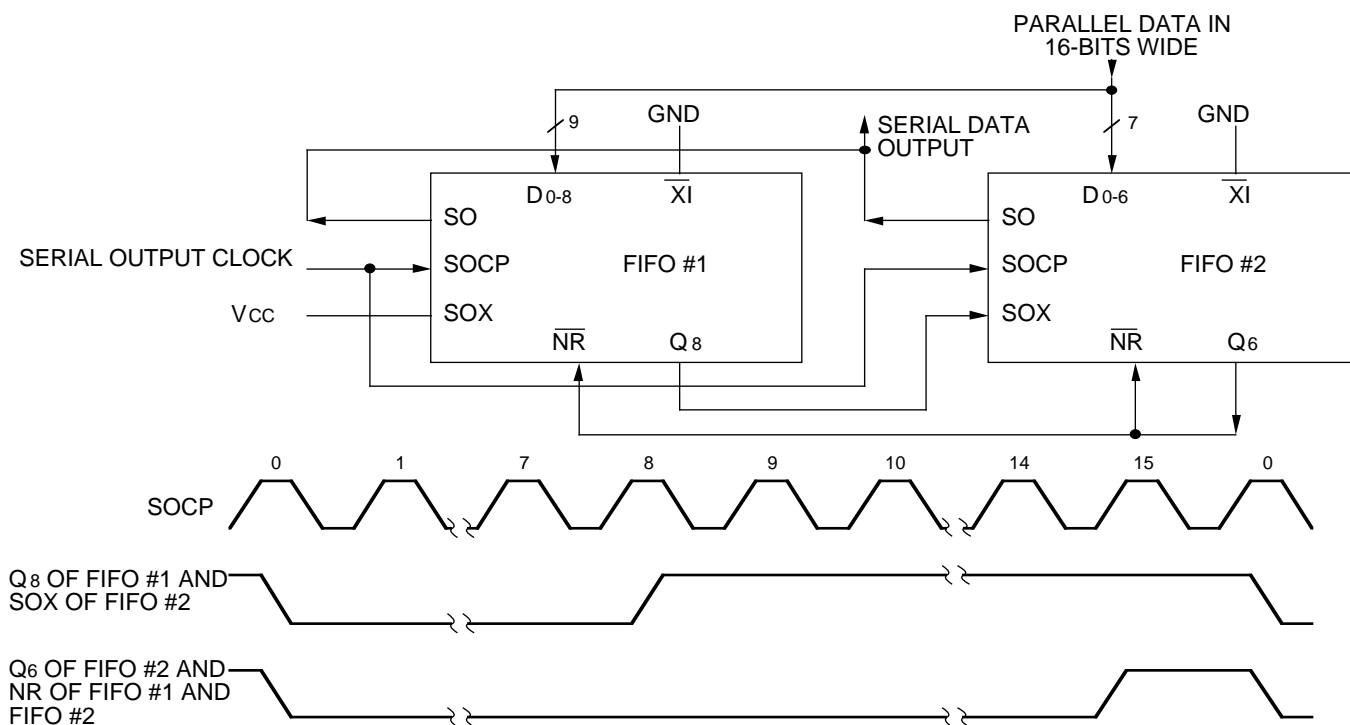 PARALLEL DATA IN
16-BITS WIDE
9
GND
SERIAL DATA
OUTPUT
7
GND
D0-8
XI
D0-6
XI
SO
SO
SERIAL OUTPUT CLOCK
SOCP
FIFO #1
SOCP
FIFO #2
VCC
SOX
SOX
NR
Q8
NR
Q6
0 1 7 8 9 10 14 15 0
SOCP
Q8 OF FIFO #1 AND
SOX OF FIFO #2
Q6 OF FIFO #2 AND
NR OF FIFO #1 AND
FIFO #2